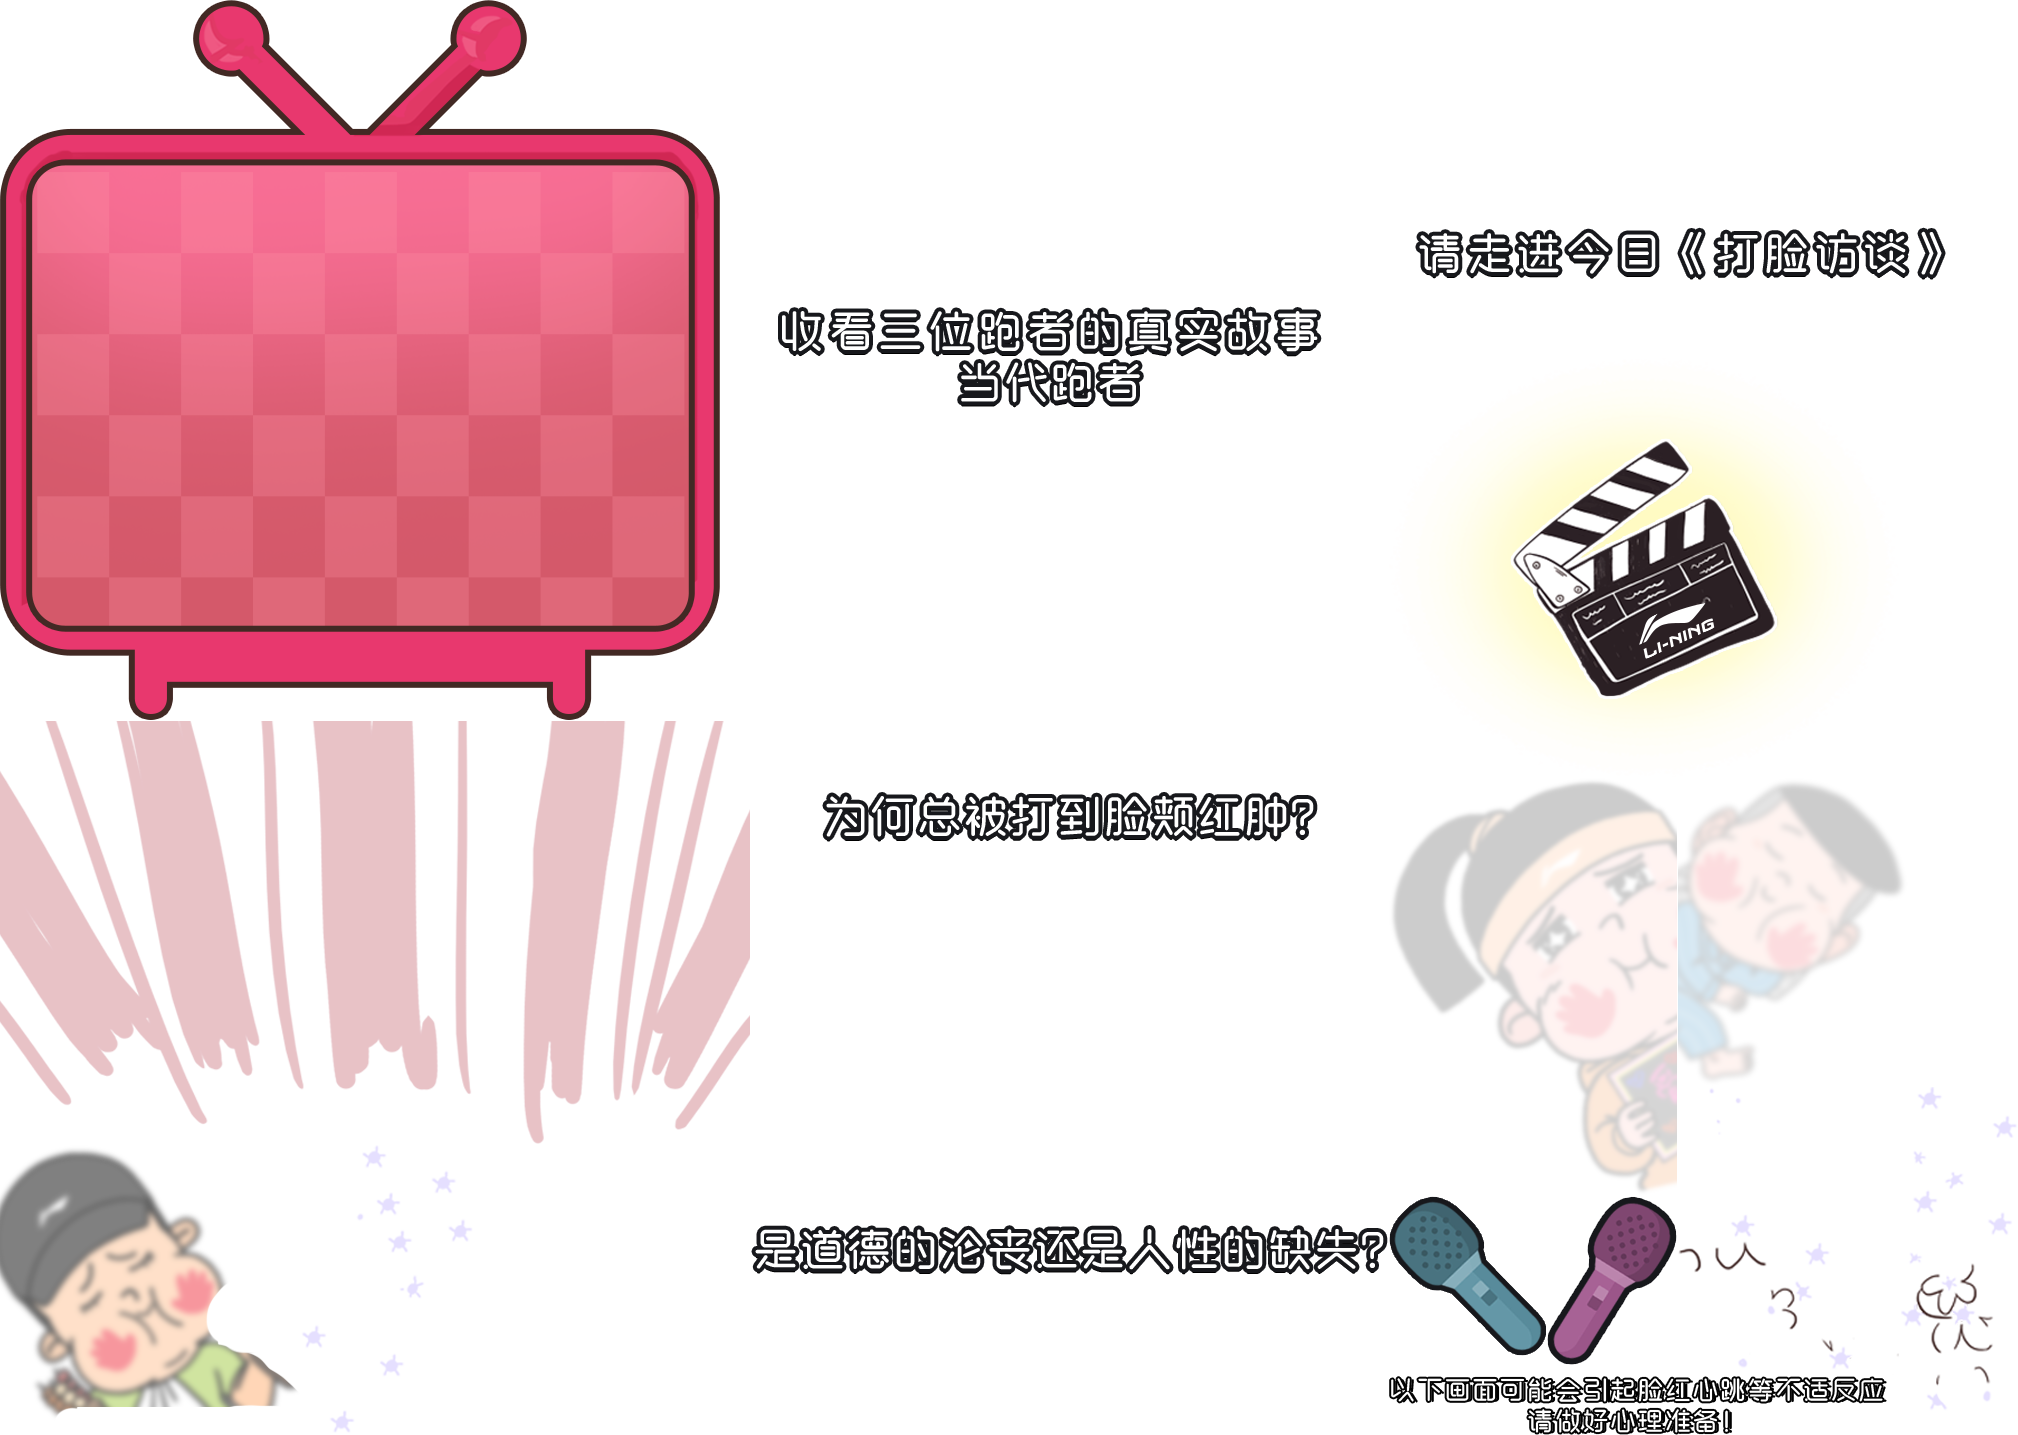 请走进今日《打脸访谈》
收看三位跑者的真实故事
当代跑者
LI-NING
为何总被打到脸颊红肿?
是道德的沦丧还是人性的缺失?
以下画面可能会引起脸红心跳等不适反应
请做好心理准备!